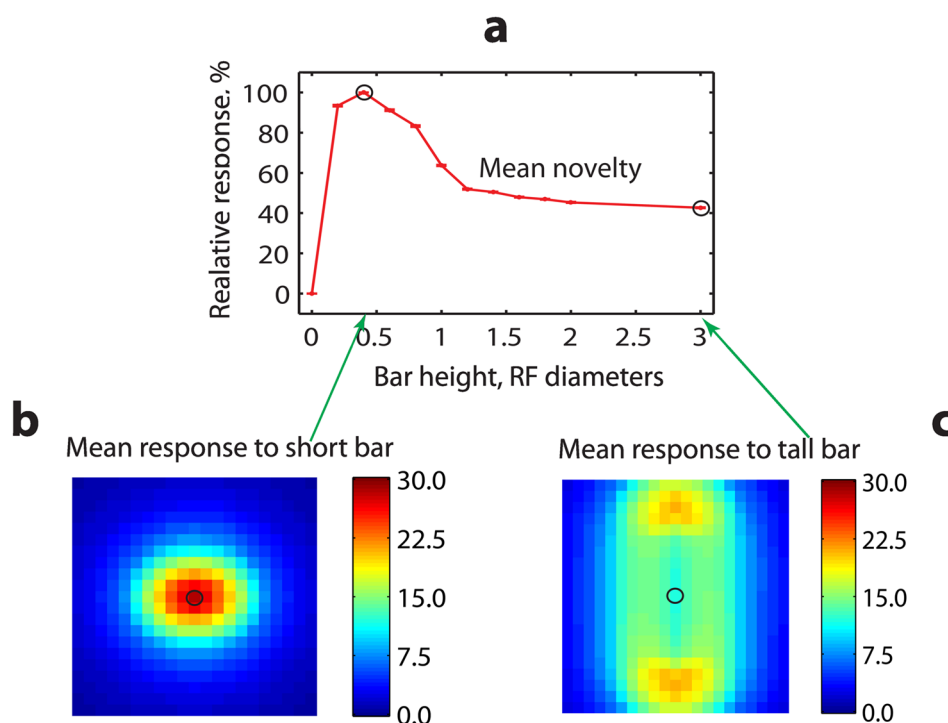 a
Realative response. %
100
80
60
40
20
0
Mean novelty
0 0.5 1 1.5 2 2.5 3
Bar height, RF diameters
b
c
Mean response to short bar
Mean response to tall bar
30.0
22.5
15.0
7.5
0.0
30.0
22.5
15.0
7.5
0.0